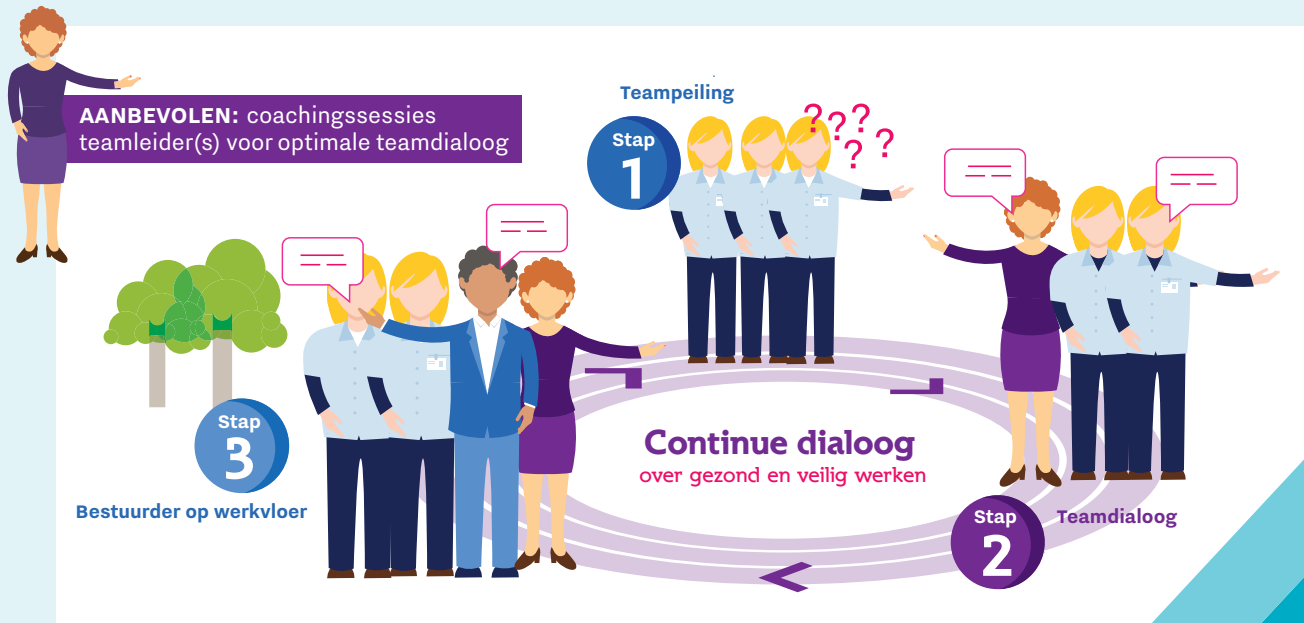 AANBEVOLEN: coachingssessies
teamleider(s) voor optimale teamdialoog
Teampeiling
Stap
1
? ? ? ? ?
Stap
3
Bestuurder op werkvloer
Continue dialoog
over gezond en veilig werken
Stap
2
Teamdialoog